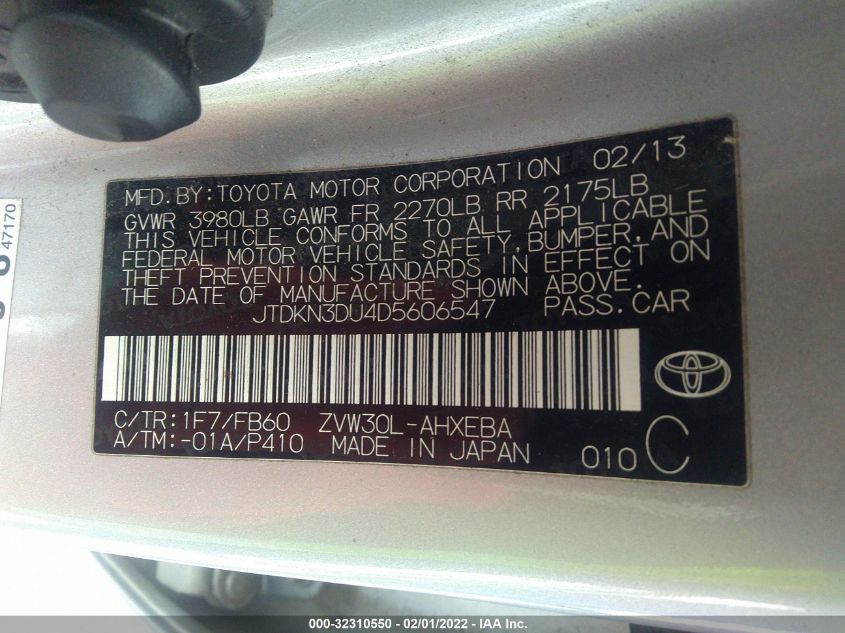 MFD. BY: TOYOTA MOTOR CORPORATION 02/13
GVWR 3980LB GAWR FR 2270LB RR 2175LB
THIS VEHICLE CONFORMS TO ALL APPLICABLE
FEDERAL MOTOR VEHICLE SAFETY, BUMPER, AND
THEFT PREVENTION STANDARDS IN EFFECT ON
THE DATE OF MANUFACTURE SHOWN ABOVE.
JTDKN3DU4D5606547 PASS. CAR
C/TR: 1F7/FB60 ZVW30L-AHXEBA
A/TM: -01A/P410 MADE IN JAPAN 010 C
47170
000-32310550 - 02/01/2022 - IAA Inc.